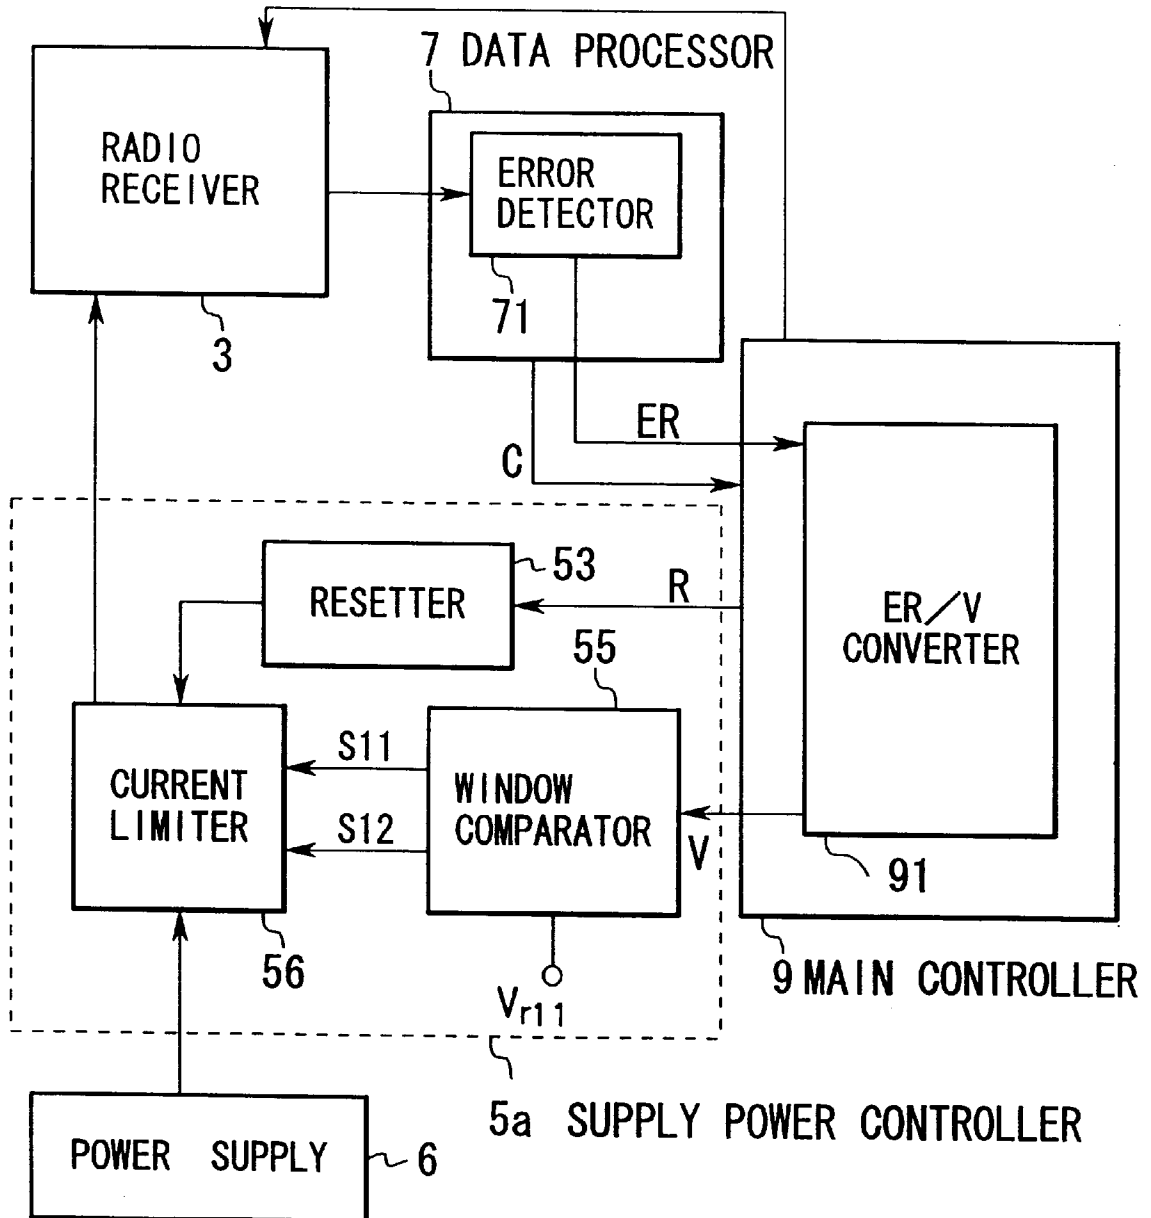 7 DATA PROCESSOR
RADIO
RECEIVER
3
ERROR
DETECTOR
71
ER
C
53
RESETTER
R
ER/V
CONVERTER
91
9 MAIN CONTROLLER
55
S11
S12
CURRENT
LIMITER
56
WINDOW
COMPARATOR
V
Vr11
5a SUPPLY POWER CONTROLLER
POWER SUPPLY
6